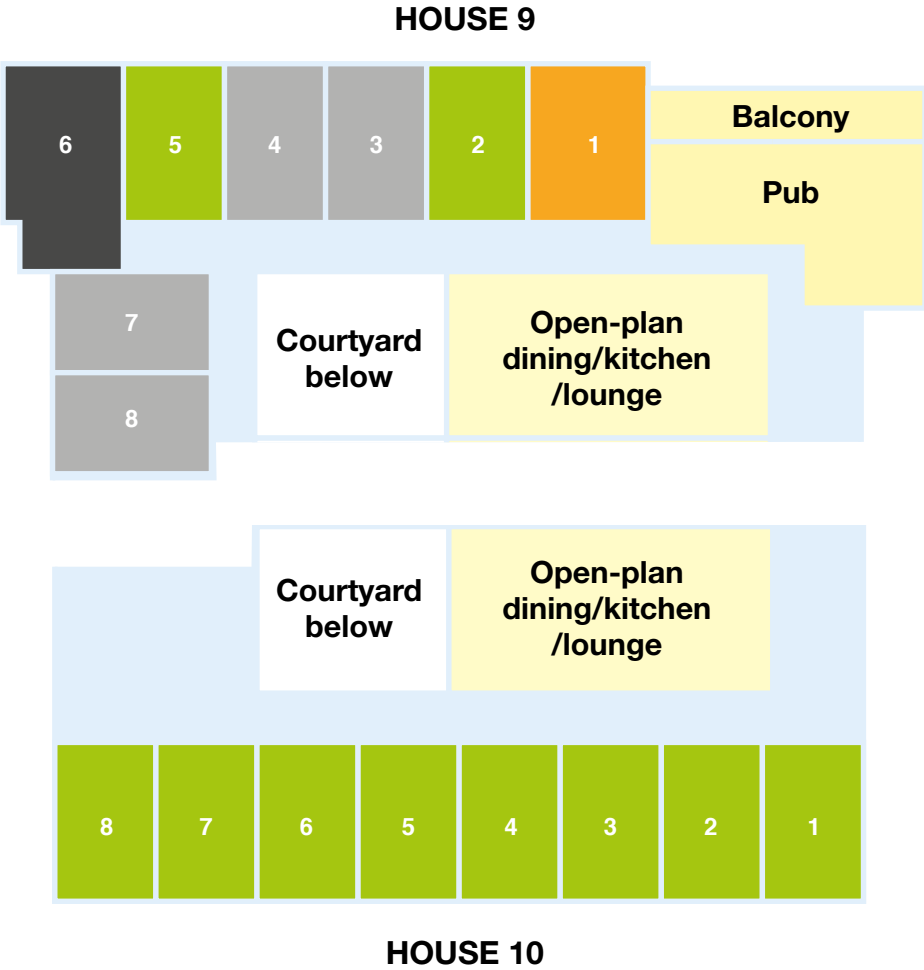 HOUSE 9
6
5
4
3
2
1
Balcony
Pub
7
8
Courtyard
below
Open-plan
dining/kitchen
/lounge
Courtyard
below
Open-plan
dining/kitchen
/lounge
8
7
6
5
4
3
2
1
HOUSE 10